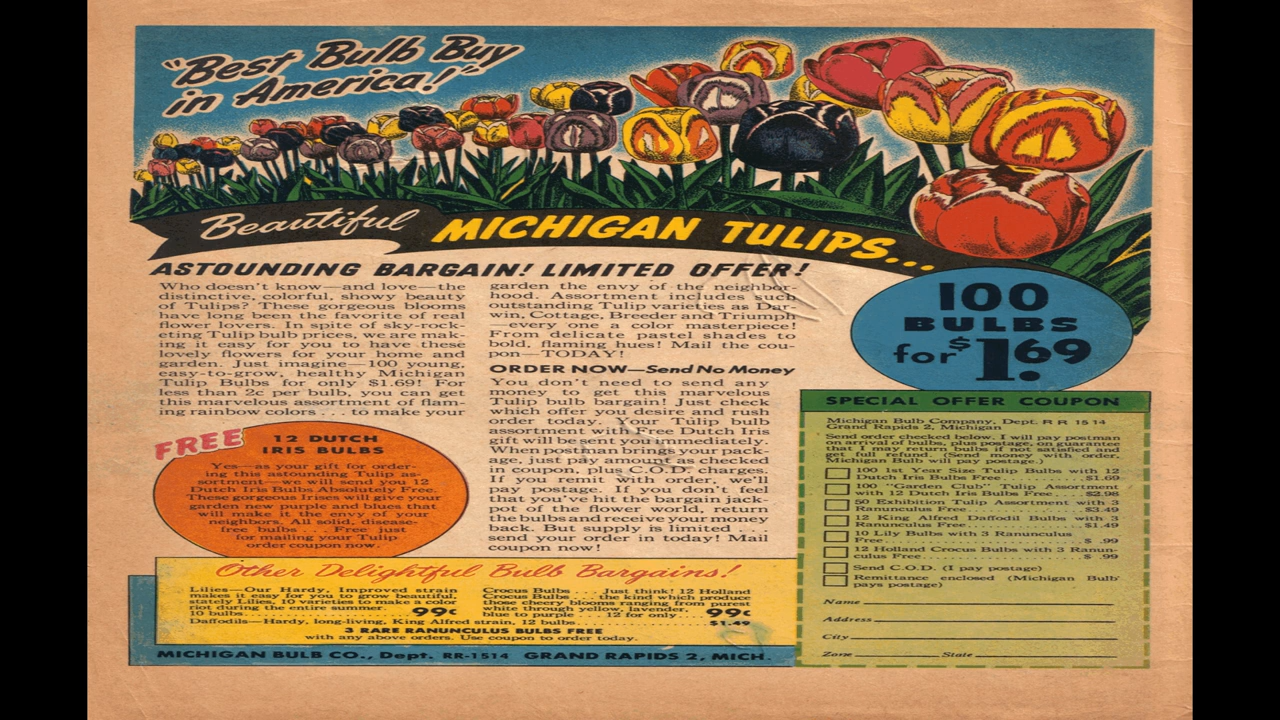 "Best Bulb Buy
in America!"
Beautiful MICHIGAN TULIPS...
ASTOUNDING BARGAIN! LIMITED OFFER!
Who doesn't know—and love—the
distinctive, colorful, showy beauty
of Tulips? These gorgeous blooms
have long been the favorite of real
flower lovers. In spite of sky-rock-
eting Tulip bulb prices, we are mak-
ing it easy for you to have these
lovely flowers for your home and
garden. Just imagine—100 young,
easy-to-grow, healthy Michigan
Tulip Bulbs for only $1.69! For
less than 2c per bulb, you can get
this marvelous assortment of flam-
ing rainbow colors . . . to make your
garden the envy of the neighbor-
hood. Assortment includes such
outstanding Tulip varieties as Dar-
win, Cottage, Breeder and Triumph
—every one a color masterpiece!
From delicate pastel shades to
bold, flaming hues! Mail the cou-
pon—TODAY!
ORDER NOW—Send No Money
You don't need to send any
money to get this marvelous
Tulip bulb bargain! Just check
which offer you desire and rush
order today. Your Tulip bulb
assortment with Free Dutch Iris
gift will be sent you immediately.
When postman brings your pack-
age, just pay amount as checked
in coupon, plus C.O.D. charges.
If you remit with order, we'll
pay postage. If you don't feel
that you've hit the bargain jack-
pot of the flower world, return
the bulbs and receive your money
back. But supply is limited . . .
send your order in today! Mail
coupon now!
100
BULBS
for $1.69
FREE
12 DUTCH
IRIS BULBS
Yes—as your gift for order-
ing this astounding Tulip as-
sortment—we will send you 12
Dutch Iris Bulbs Absolutely Free.
These gorgeous Irises will give your
garden new purple and blues that
will make it the envy of your
neighbors. All solid, disease-
free bulbs . . . Free just
for mailing your Tulip
order coupon now.
Other Delightful Bulb Bargains!
Lilies—Our Hardy, Improved strain
makes it easy for you to grow beautiful,
stately Lilies, 10 varieties to make a color
riot during the entire summer.
10 bulbs . . . . . 99c
Crocus Bulbs . . . Just think! 12 Holland
Crocus Bulbs . . . the kind which produce
those cheery blooms ranging from purest
white through yellow, lavender,
blue to purple . . . 12 for only . . . . 99c
Daffodils—Hardy, long-living, King Alfred strain, 12 bulbs . . . . . $1.49
3 RARE RANUNCULUS BULBS FREE
with any above orders. Use coupon to order today.
MICHIGAN BULB CO., Dept. RR-1514 GRAND RAPIDS 2, MICH.
SPECIAL OFFER COUPON
Michigan Bulb Company, Dept. R R 1514
Grand Rapids 2, Michigan
Send order checked below. I will pay postman
on arrival of bulbs, plus postage, on guarantee
that I may return bulbs if not satisfied and
get full refund. (Send money with order,
Michigan Bulb will pay postage.)
100 1st Year Size Tulip Bulbs with 12
Dutch Iris Bulbs Free . . . . . $1.69
100 "Garden Club" Tulip Assortment
with 12 Dutch Iris Bulbs Free . . . $2.98
50 Exhibition Tulip Assortment with 3
Ranunculus Free . . . . . $3.49
12 King Alfred Daffodil Bulbs with 3
Ranunculus Free . . . . . $1.49
10 Lily Bulbs with 3 Ranunculus
Free . . . . . $ .99
12 Holland Crocus Bulbs with 3 Ranun-
culus Free . . . . . $ .99
Send C.O.D. (I pay postage)
Remittance enclosed (Michigan Bulb
pays postage)
Name
Address
City
Zone State